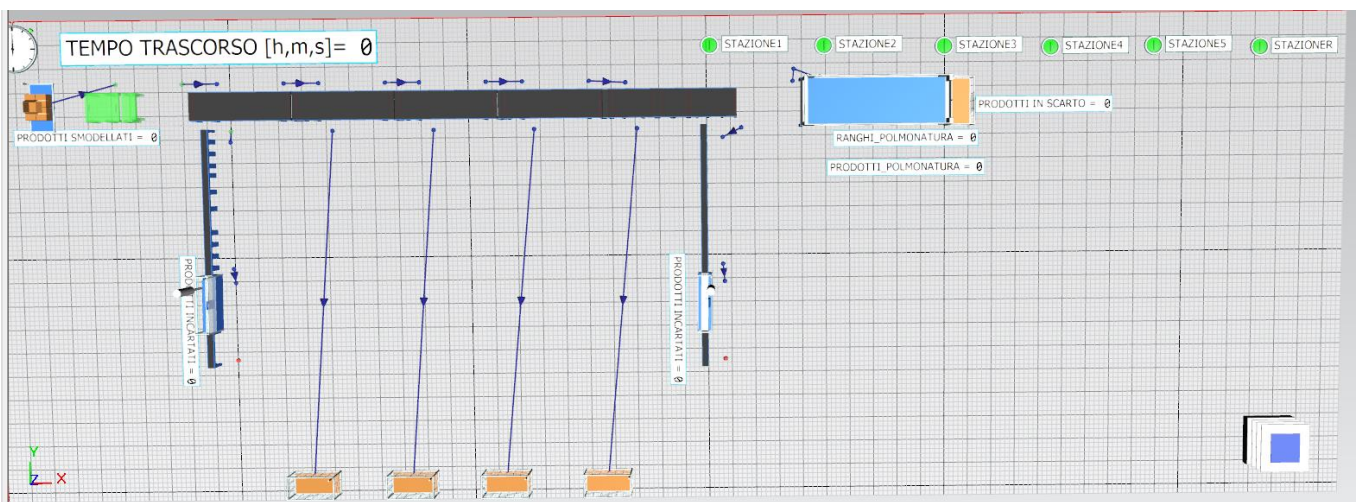 TEMPO TRASCORSO [h,m,s]= 0
STAZIONE1
STAZIONE2
STAZIONE3
STAZIONE4
STAZIONE5
STAZIONER
PRODOTTI SMODELLATI = 0
PRODOTTI IN SCARTO = 0
RANGHI_POLMONATURA = 0
PRODOTTI_POLMONATURA = 0
PRODOTTI INCARTATI = 0
PRODOTTI INCARTATI = 0
Y
Z X